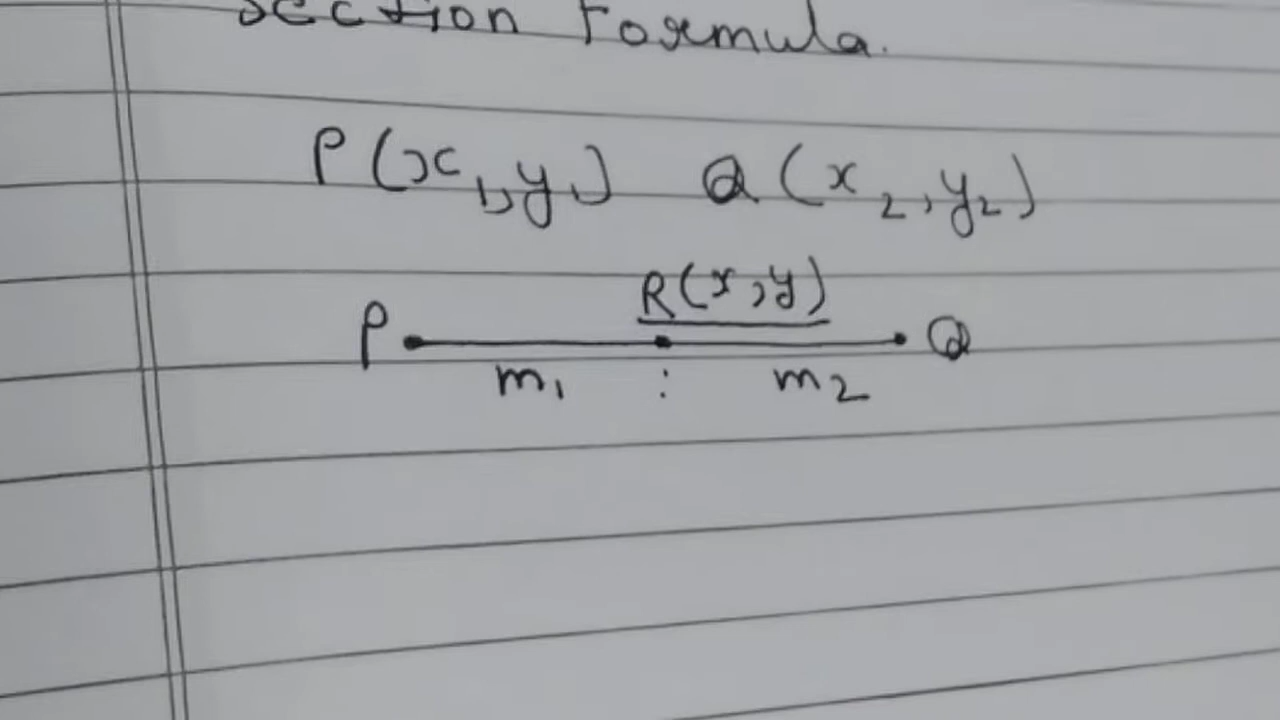 Section Formula.
P(x₁, y₁) Q(x₂, y₂)
R(x, y)
P Q
m₁ : m₂